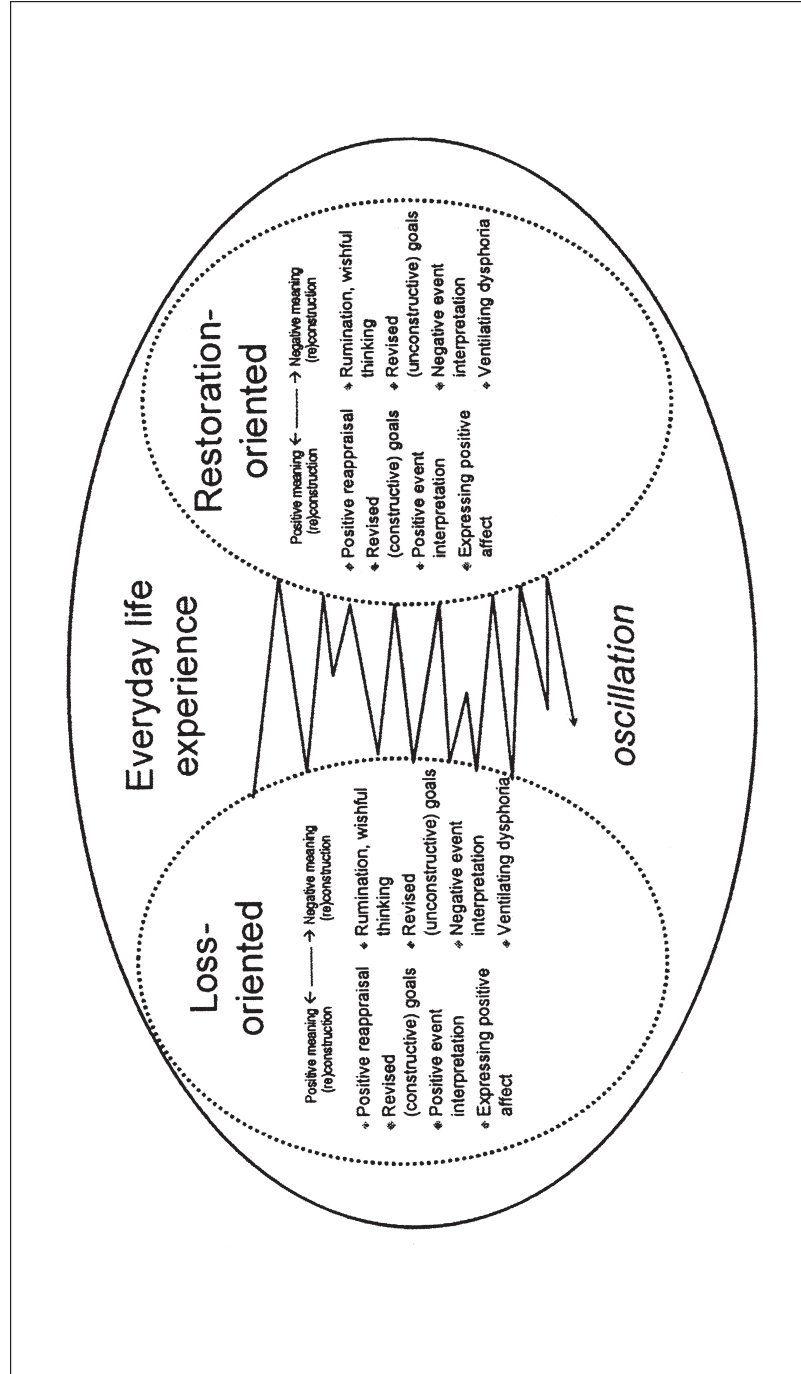 Everyday life
experience
Loss-
oriented
Positive meaning ← ——— → Negative meaning
(re)construction (re)construction
✦ Positive reappraisal
✦ Revised
(constructive) goals
✦ Positive event
interpretation
✦ Expressing positive
affect
✦ Rumination, wishful
thinking
✦ Revised
(unconstructive) goals
✦ Negative event
interpretation
✦ Ventilating dysphoria
Restoration-
oriented
Positive meaning ← ——— → Negative meaning
(re)construction (re)construction
✦ Positive reappraisal
✦ Revised
(constructive) goals
✦ Positive event
interpretation
✦ Expressing positive
affect
✦ Rumination, wishful
thinking
✦ Revised
(unconstructive) goals
✦ Negative event
interpretation
✦ Ventilating dysphoria
oscillation